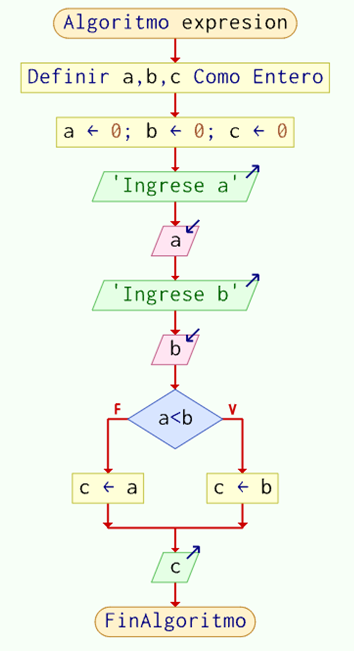 Algoritmo expresion
Definir a,b,c Como Entero
a ← 0; b ← 0; c ← 0
'Ingrese a'
a
'Ingrese b'
b
a<b
F
V
c ← a
c ← b
c
FinAlgoritmo